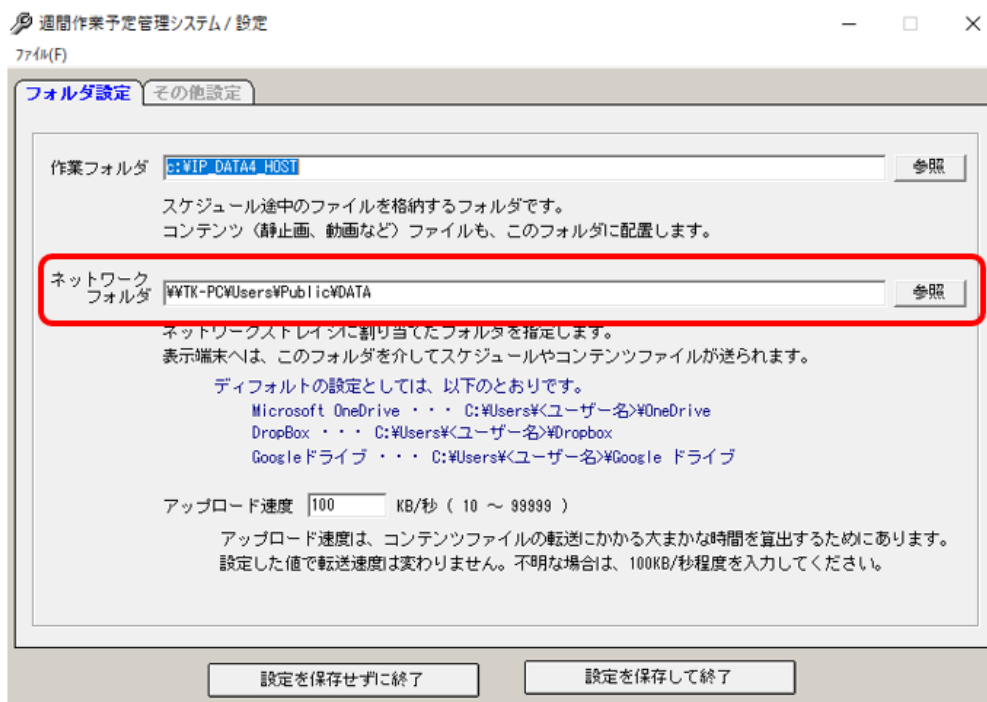 週間作業予定管理システム / 設定
ファイル(F)
フォルダ設定 その他設定
作業フォルダ c:¥IP_DATA4_HOST 参照
スケジュール途中のファイルを格納するフォルダです。
コンテンツ（静止画、動画など）ファイルも、このフォルダに配置します。
ネットワーク
フォルダ ¥¥TK-PC¥Users¥Public¥DATA 参照
ネットワークストレイジに割り当てたフォルダを指定します。
表示端末へは、このフォルダを介してスケジュールやコンテンツファイルが送られます。
ディフォルトの設定としては、以下のとおりです。
Microsoft OneDrive ・・・ C:¥Users¥<ユーザー名>¥OneDrive
DropBox ・・・ C:¥Users¥<ユーザー名>¥Dropbox
Googleドライブ ・・・ C:¥Users¥<ユーザー名>¥Google ドライブ
アップロード速度 100 KB/秒 ( 10 ～ 99999 )
アップロード速度は、コンテンツファイルの転送にかかる大まかな時間を算出するためにあります。
設定した値で転送速度は変わりません。不明な場合は、100KB/秒程度を入力してください。
設定を保存せずに終了 設定を保存して終了